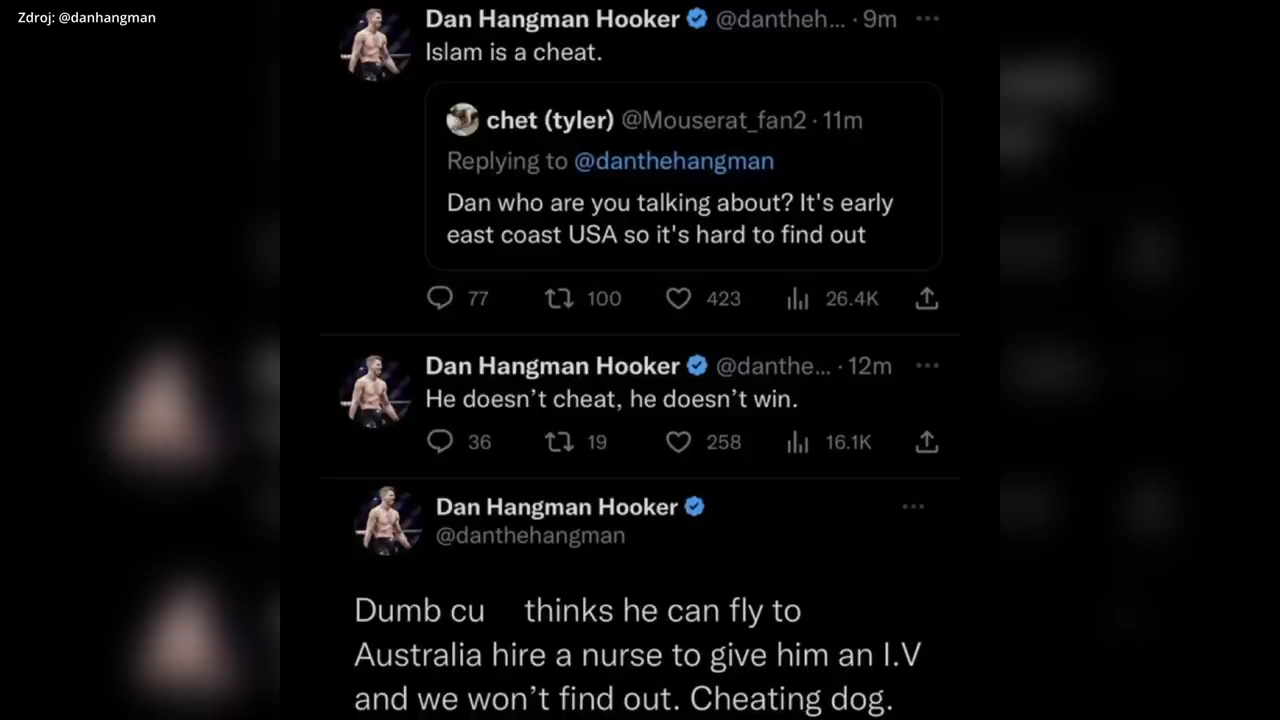 Zdroj: @danhangman
Dan Hangman Hooker @dantheh... · 9m
Islam is a cheat.
chet (tyler) @Mouserat_fan2 · 11m
Replying to @danthehangman
Dan who are you talking about? It's early
east coast USA so it's hard to find out
77 100 423 26.4K
Dan Hangman Hooker @danthe... · 12m
He doesn’t cheat, he doesn’t win.
36 19 258 16.1K
Dan Hangman Hooker
@danthehangman
Dumb cu thinks he can fly to
Australia hire a nurse to give him an I.V
and we won’t find out. Cheating dog.